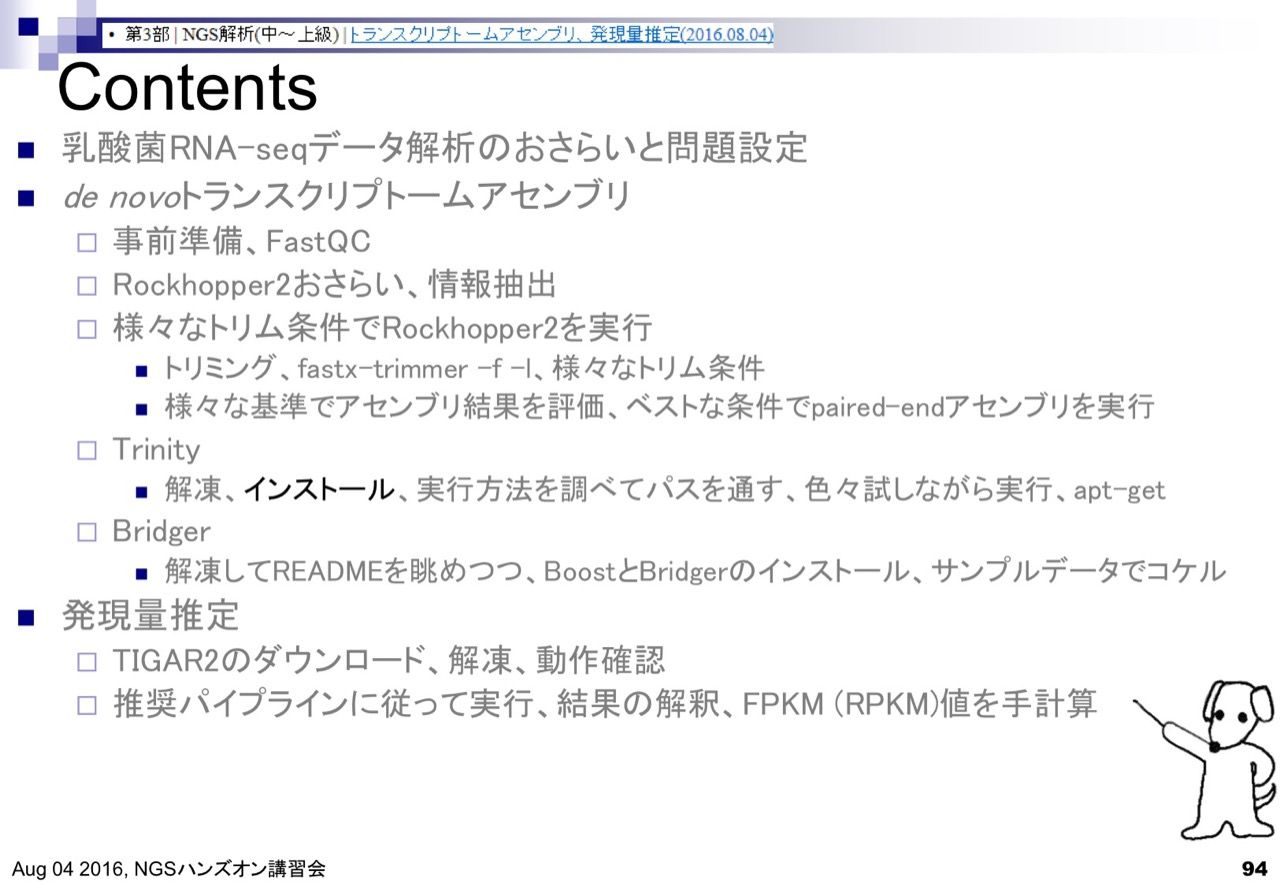 • 第3部 | NGS解析(中～上級) | トランスクリプトームアセンブリ、発現量推定(2016.08.04)
Contents
乳酸菌RNA-seqデータ解析のおさらいと問題設定
de novoトランスクリプトームアセンブリ
事前準備、FastQC
Rockhopper2おさらい、情報抽出
様々なトリム条件でRockhopper2を実行
トリミング、fastx-trimmer -f -l、様々なトリム条件
様々な基準でアセンブリ結果を評価、ベストな条件でpaired-endアセンブリを実行
Trinity
解凍、インストール、実行方法を調べてパスを通す、色々試しながら実行、apt-get
Bridger
解凍してREADMEを眺めつつ、BoostとBridgerのインストール、サンプルデータでコケル
発現量推定
TIGAR2のダウンロード、解凍、動作確認
推奨パイプラインに従って実行、結果の解釈、FPKM (RPKM)値を手計算
Aug 04 2016, NGSハンズオン講習会
94